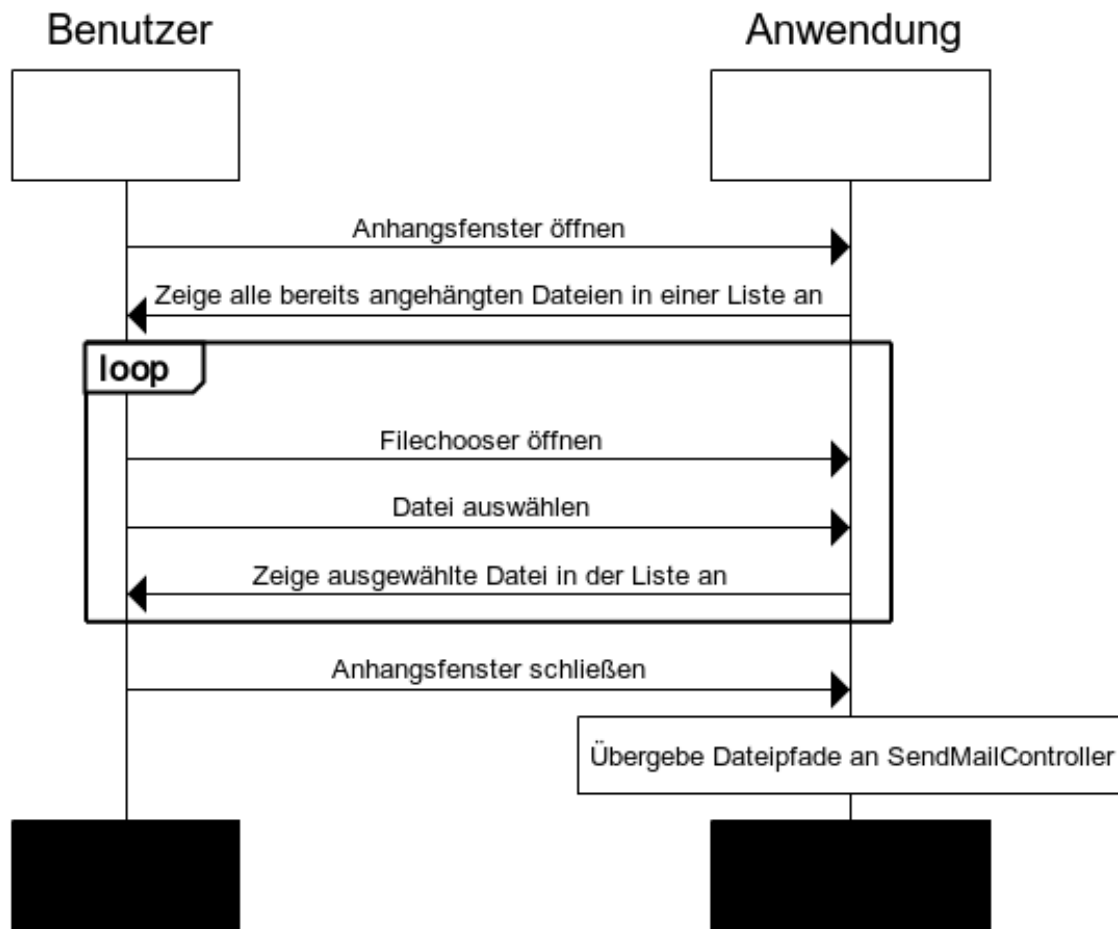 Benutzer
Anwendung
Anhangsfenster öffnen
Zeige alle bereits angehängten Dateien in einer Liste an
loop
Filechooser öffnen
Datei auswählen
Zeige ausgewählte Datei in der Liste an
Anhangsfenster schließen
Übergebe Dateipfade an SendMailController